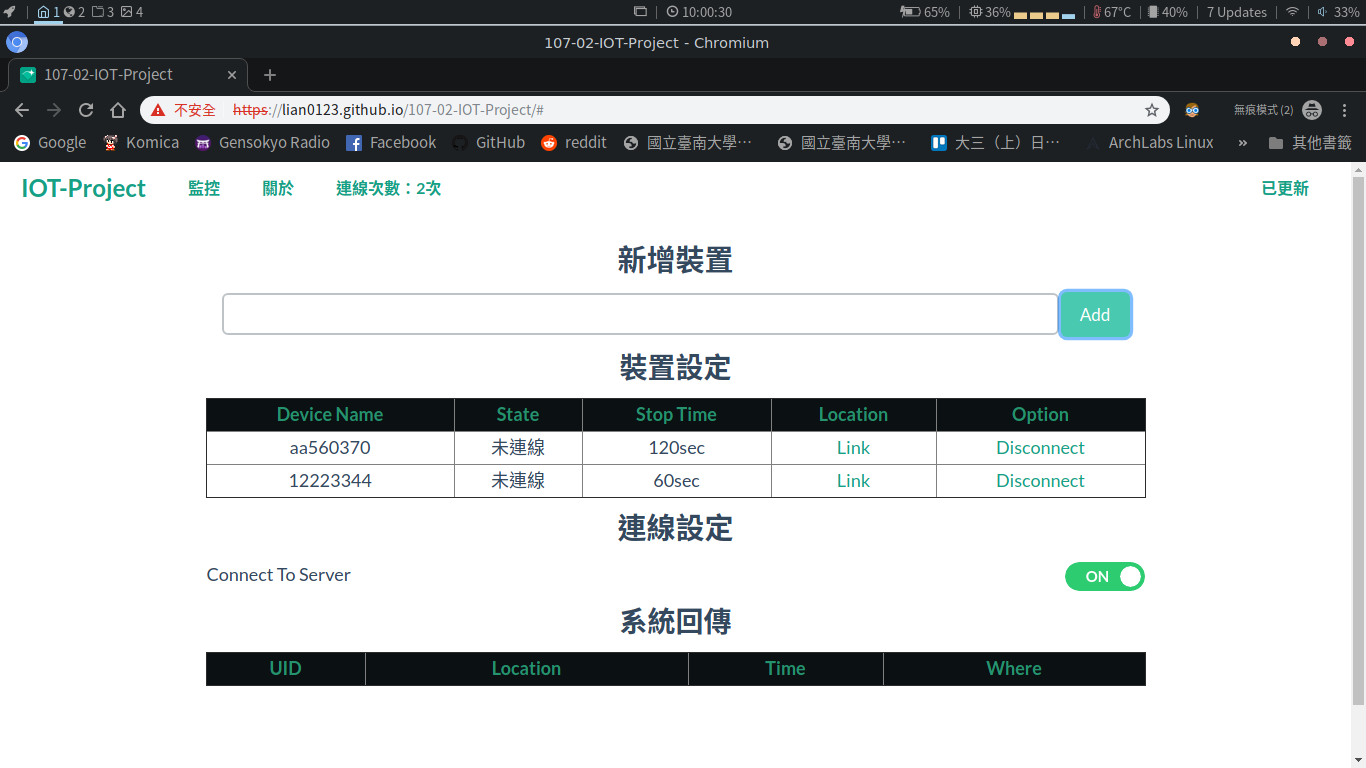 1 2 3 4 10:00:30 65% 36% 67°C 40% 7 Updates 33%
107-02-IOT-Project - Chromium
107-02-IOT-Project
不安全 https://lian0123.github.io/107-02-IOT-Project/# 無痕模式 (2)
Google Komica Gensokyo Radio Facebook GitHub reddit 國立臺南大學… 國立臺南大學… 大三（上）日… ArchLabs Linux » 其他書籤
IOT-Project 監控 關於 連線次數：2次 已更新
新增裝置
Add
裝置設定
Device Name State Stop Time Location Option
aa560370 未連線 120sec Link Disconnect
12223344 未連線 60sec Link Disconnect
連線設定
Connect To Server ON
系統回傳
UID Location Time Where